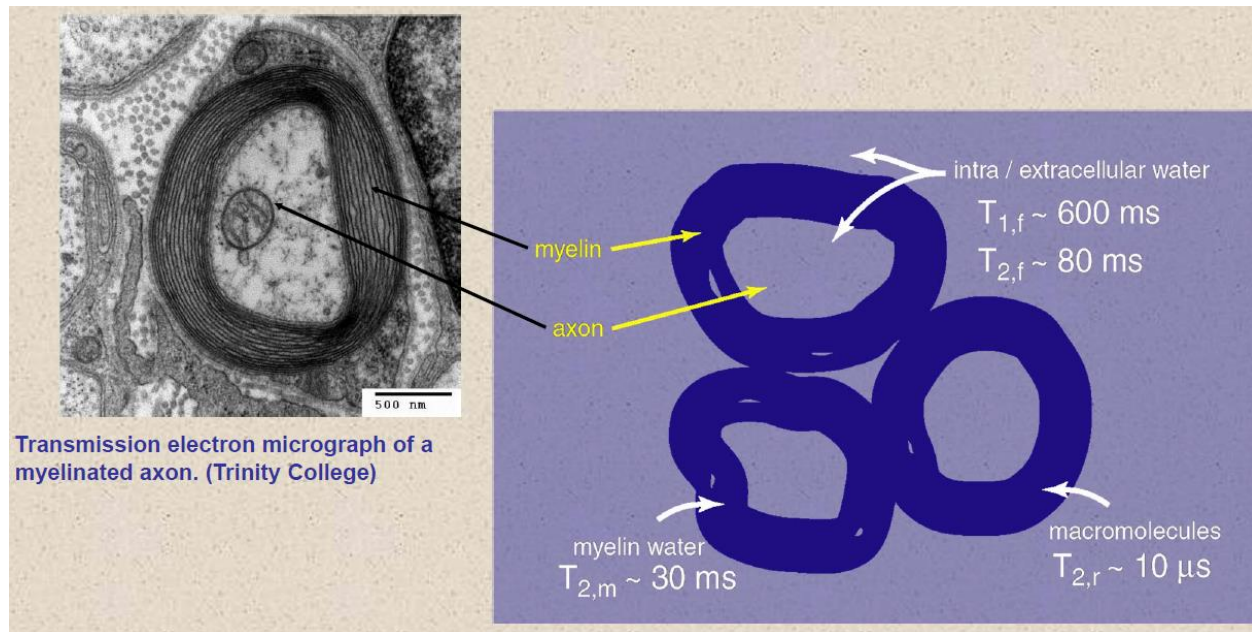 500 nm
Transmission electron micrograph of a
myelinated axon. (Trinity College)
myelin
axon
intra / extracellular water
T1,f ~ 600 ms
T2,f ~ 80 ms
myelin water
T2,m ~ 30 ms
macromolecules
T2,r ~ 10 µs